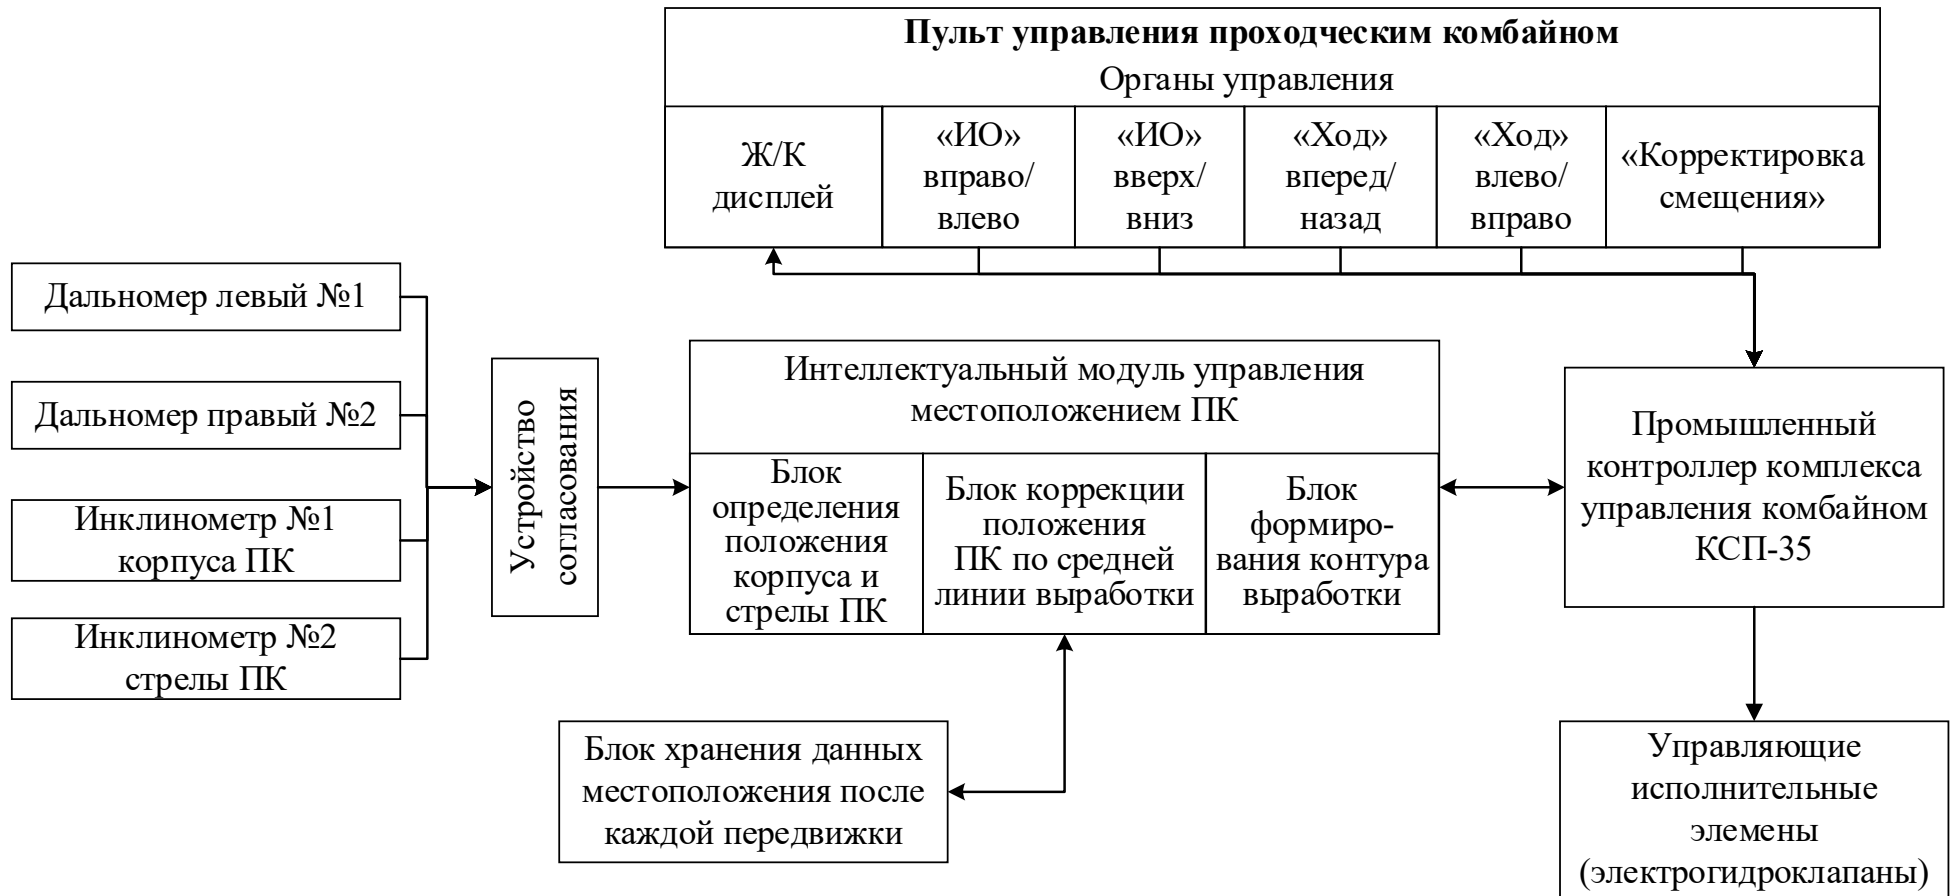 Пульт управления проходческим комбайном
Органы управления
Ж/К
дисплей
«ИО»
вправо/
влево
«ИО»
вверх/
вниз
«Ход»
вперед/
назад
«Ход»
влево/
вправо
«Корректировка
смещения»
Дальномер левый №1
Дальномер правый №2
Инклинометр №1
корпуса ПК
Инклинометр №2
стрелы ПК
Устройство
согласования
Интеллектуальный модуль управления
местоположением ПК
Блок
определения
положения
корпуса и
стрелы ПК
Блок коррекции
положения
ПК по средней
линии выработки
Блок
формиро-
вания контура
выработки
Промышленный
контроллер комплекса
управления комбайном
КСП-35
Блок хранения данных
местоположения после
каждой передвижки
Управляющие
исполнительные
элемены
(электрогидроклапаны)